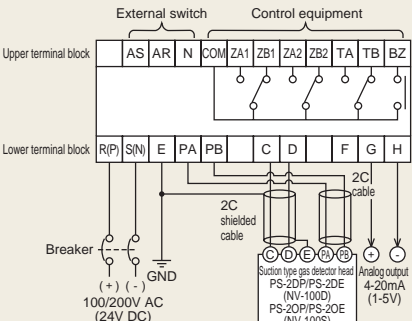 External switch Control equipment
Upper terminal block AS AR N COM ZA1 ZB1 ZA2 ZB2 TA TB BZ
Lower terminal block R(P) S(N) E PA PB C D F G H
2C
cable
2C
shielded
cable
Breaker
GND
(+) (-)
100/200V AC
(24V DC)
C D E PA PB + -
Suction type gas detector head
PS-2DP/PS-2DE
(NV-100D)
PS-2OP/PS-2OE
(NV-100S)
Analog output
4-20mA
(1-5V)